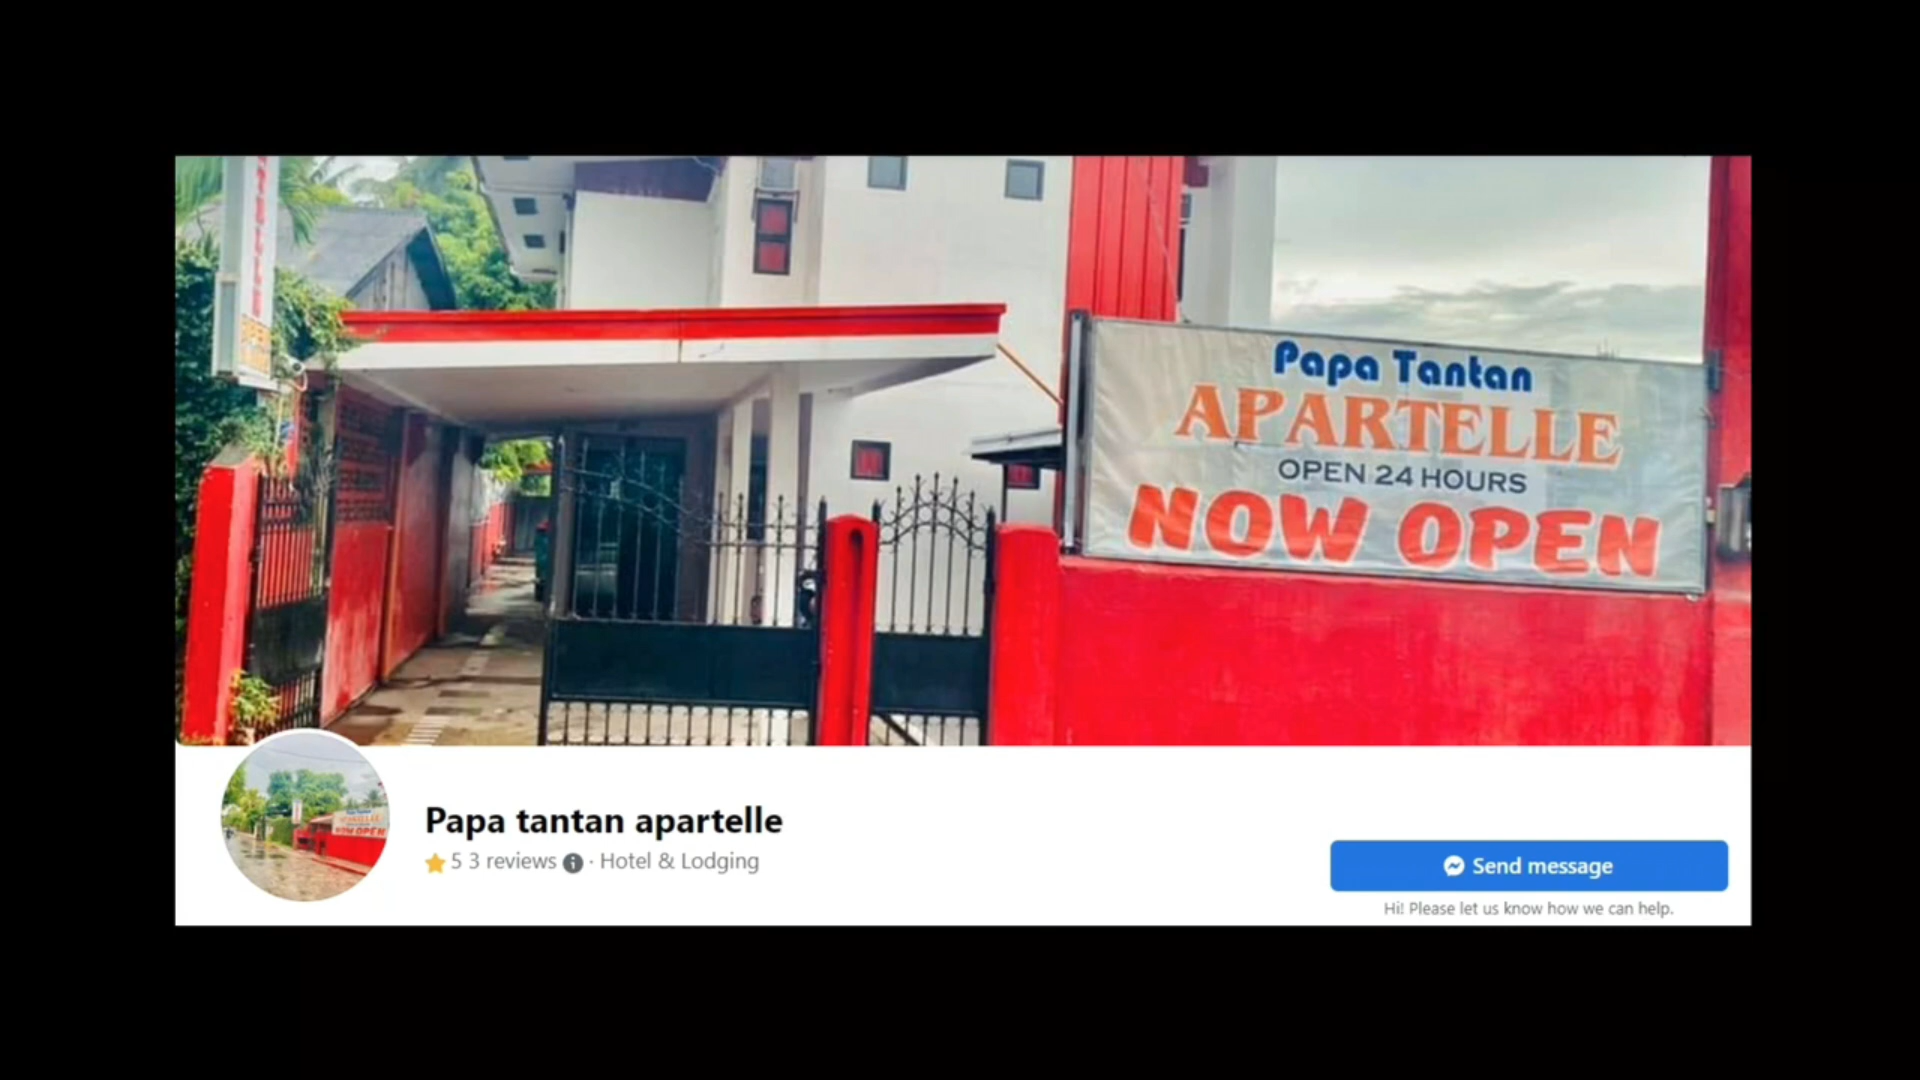 Papa Tantan
APARTELLE
OPEN 24 HOURS
NOW OPEN
Papa tantan apartelle
5 3 reviews · Hotel & Lodging
Send message
Hi! Please let us know how we can help.